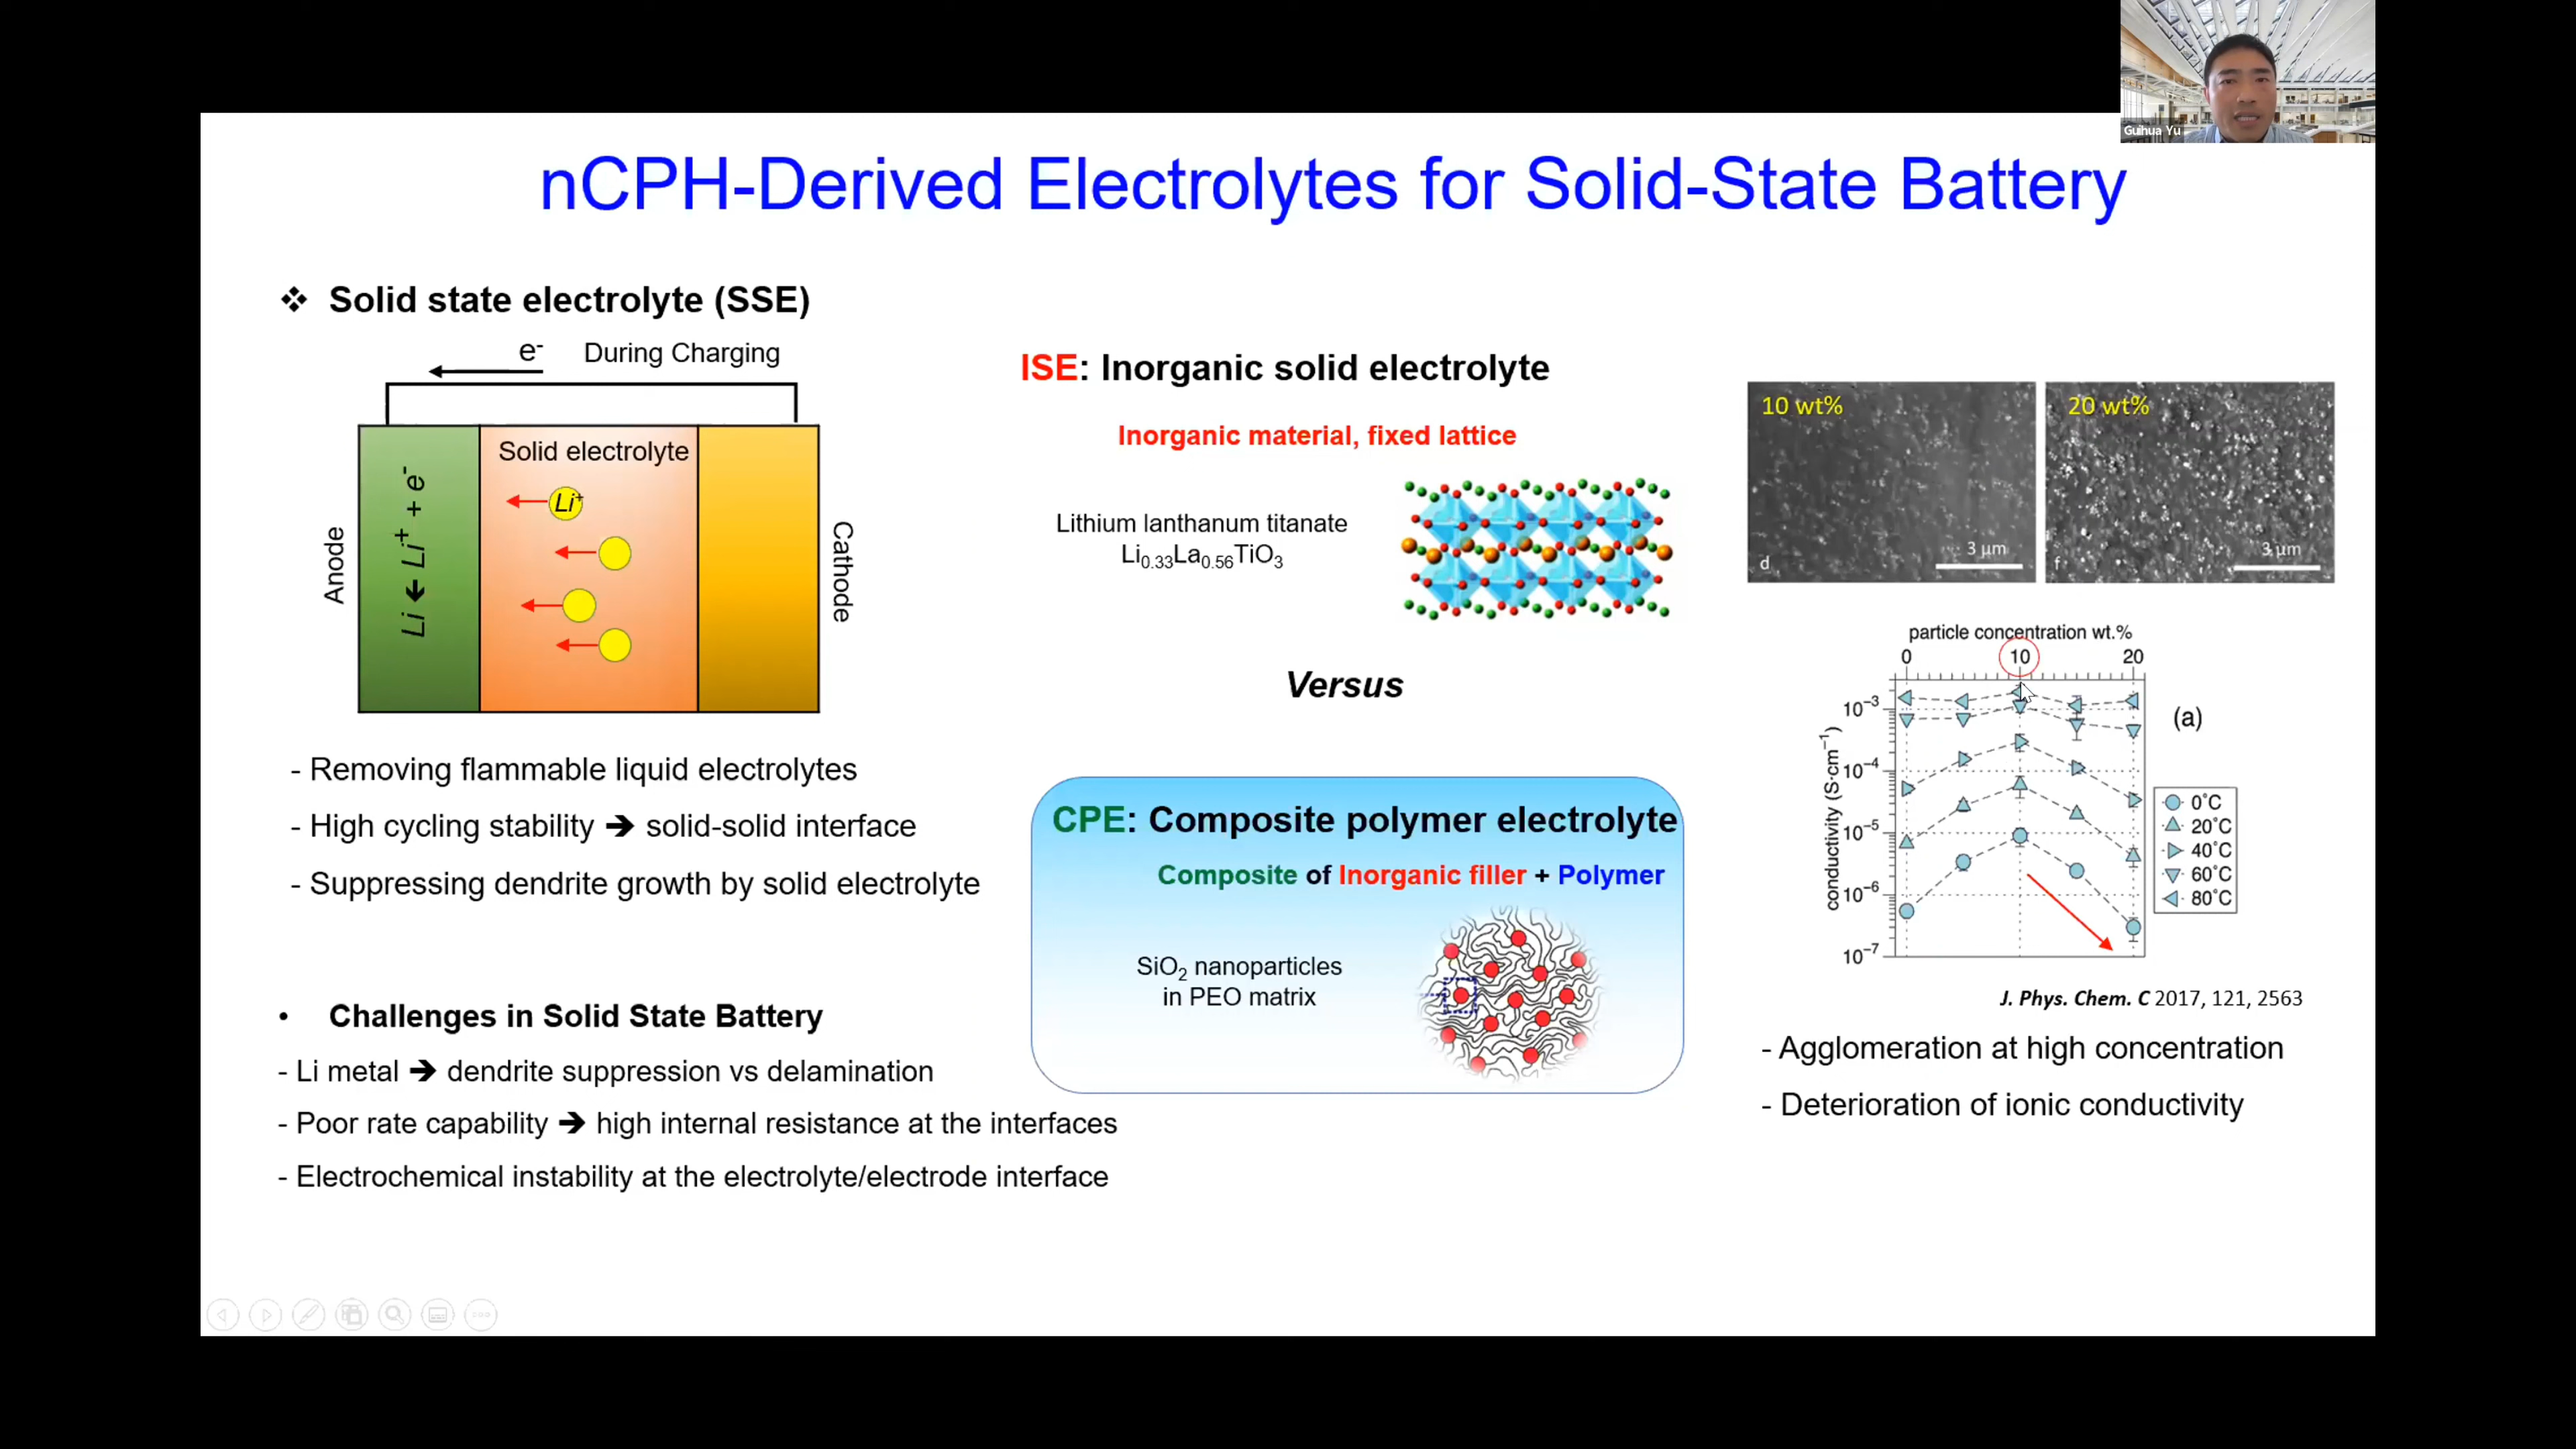 Guihua Yu
nCPH-Derived Electrolytes for Solid-State Battery
❖ Solid state electrolyte (SSE)
e- During Charging
Solid electrolyte
Li+
Anode
Li ← Li+ + e-
Cathode
- Removing flammable liquid electrolytes
- High cycling stability → solid-solid interface
- Suppressing dendrite growth by solid electrolyte
• Challenges in Solid State Battery
- Li metal → dendrite suppression vs delamination
- Poor rate capability → high internal resistance at the interfaces
- Electrochemical instability at the electrolyte/electrode interface
ISE: Inorganic solid electrolyte
Inorganic material, fixed lattice
Lithium lanthanum titanate
Li0.33La0.56TiO3
Versus
CPE: Composite polymer electrolyte
Composite of Inorganic filler + Polymer
SiO2 nanoparticles
in PEO matrix
10 wt%
3 µm
d
20 wt%
3 µm
f
particle concentration wt.%
0 10 20
10−3
10−4
10−5
10−6
10−7
conductivity (S·cm−1)
(a)
0°C
20°C
40°C
60°C
80°C
J. Phys. Chem. C 2017, 121, 2563
- Agglomeration at high concentration
- Deterioration of ionic conductivity